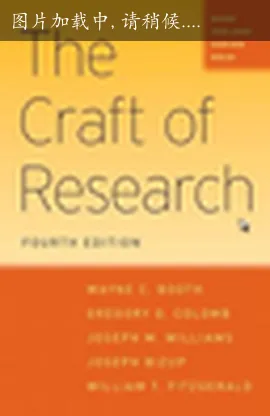 图片加载中, 请稍候....
The
Craft of
Research
FOURTH EDITION
WAYNE C. BOOTH
GREGORY G. COLOMB
JOSEPH M. WILLIAMS
JOSEPH BIZUP
WILLIAM T. FITZGERALD